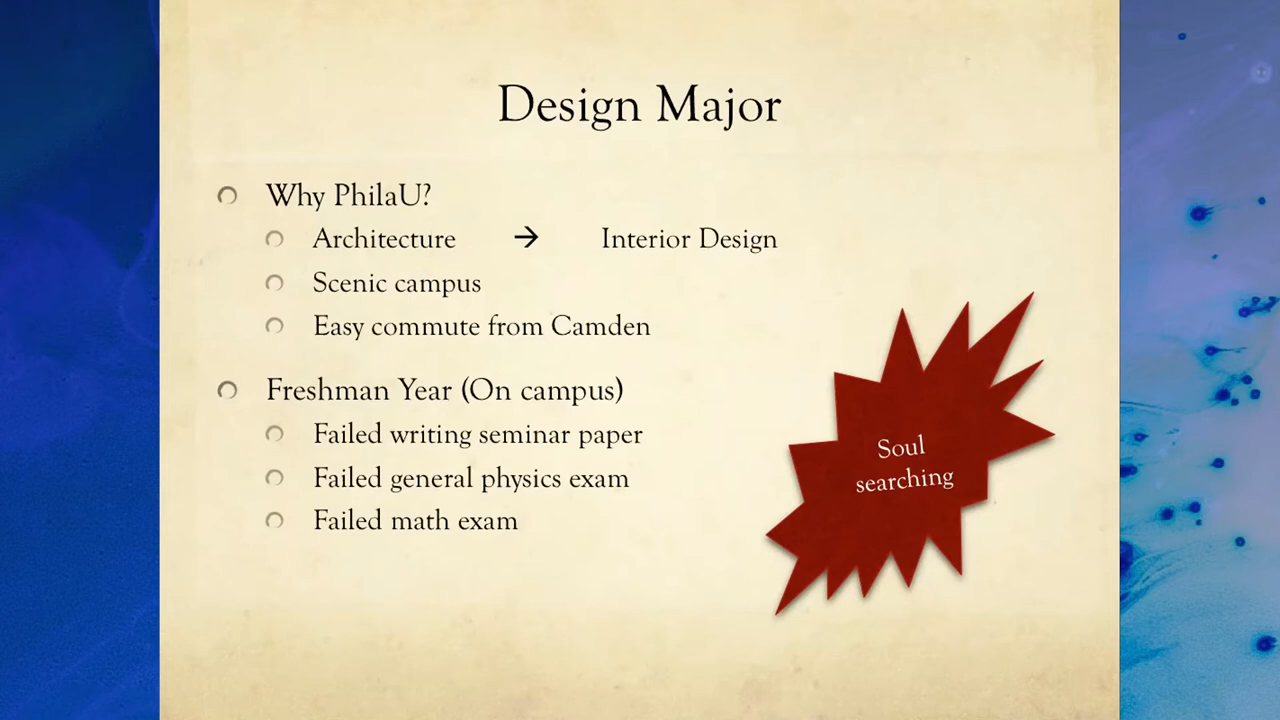 Design Major
Why PhilaU?
Architecture → Interior Design
Scenic campus
Easy commute from Camden
Freshman Year (On campus)
Failed writing seminar paper
Failed general physics exam
Failed math exam
Soul
searching